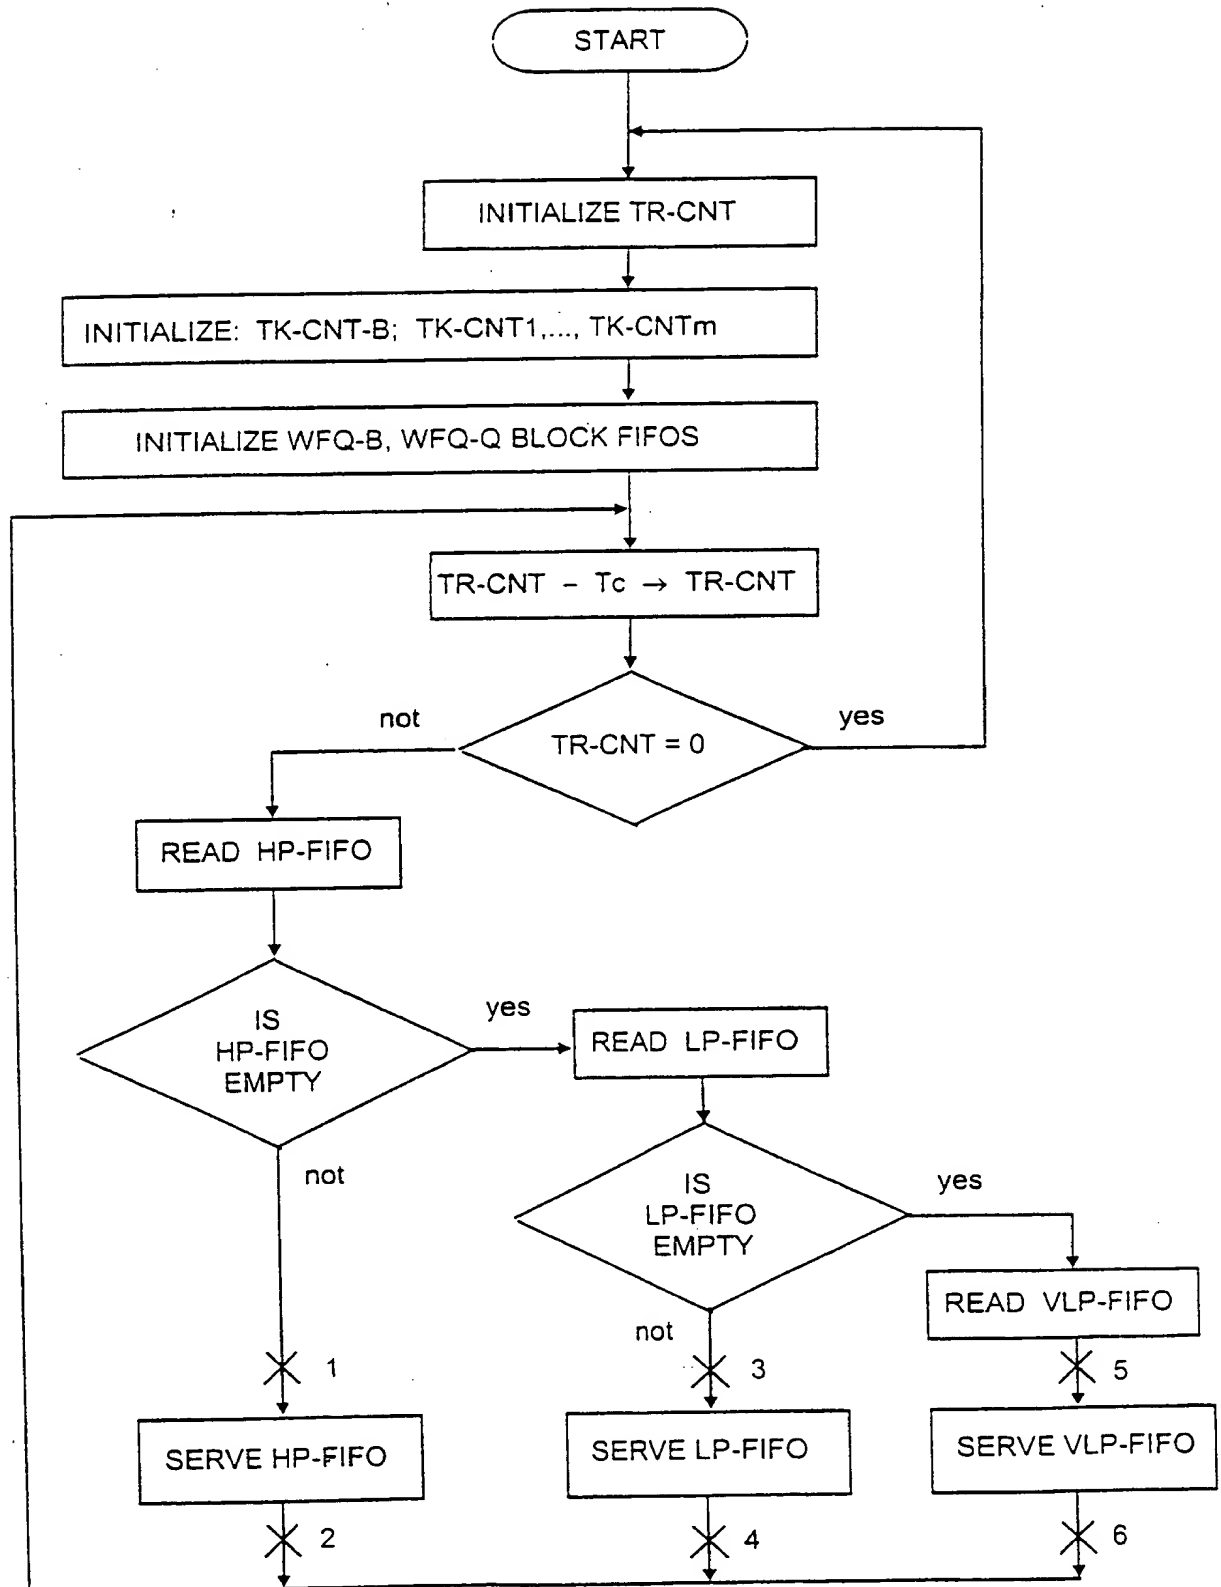 START
INITIALIZE TR-CNT
INITIALIZE: TK-CNT-B; TK-CNT1,..., TK-CNTm
INITIALIZE WFQ-B, WFQ-Q BLOCK FIFOS
TR-CNT – Tc → TR-CNT
not
yes
TR-CNT = 0
READ HP-FIFO
IS
HP-FIFO
EMPTY
yes
READ LP-FIFO
not
IS
LP-FIFO
EMPTY
yes
READ VLP-FIFO
not
1
3
5
SERVE HP-FIFO
SERVE LP-FIFO
SERVE VLP-FIFO
2
4
6